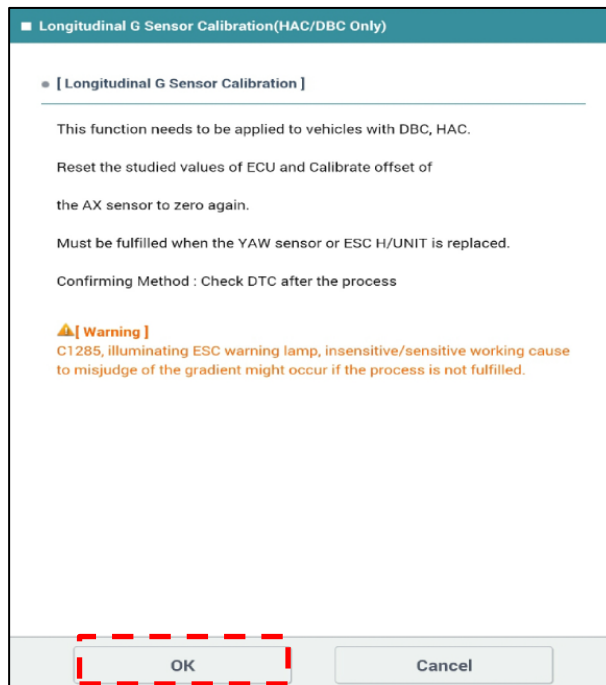 Longitudinal G Sensor Calibration(HAC/DBC Only)
[ Longitudinal G Sensor Calibration ]
This function needs to be applied to vehicles with DBC, HAC.
Reset the studied values of ECU and Calibrate offset of
the AX sensor to zero again.
Must be fulfilled when the YAW sensor or ESC H/UNIT is replaced.
Confirming Method : Check DTC after the process
[ Warning ]
C1285, illuminating ESC warning lamp, insensitive/sensitive working cause
to misjudge of the gradient might occur if the process is not fulfilled.
OK
Cancel